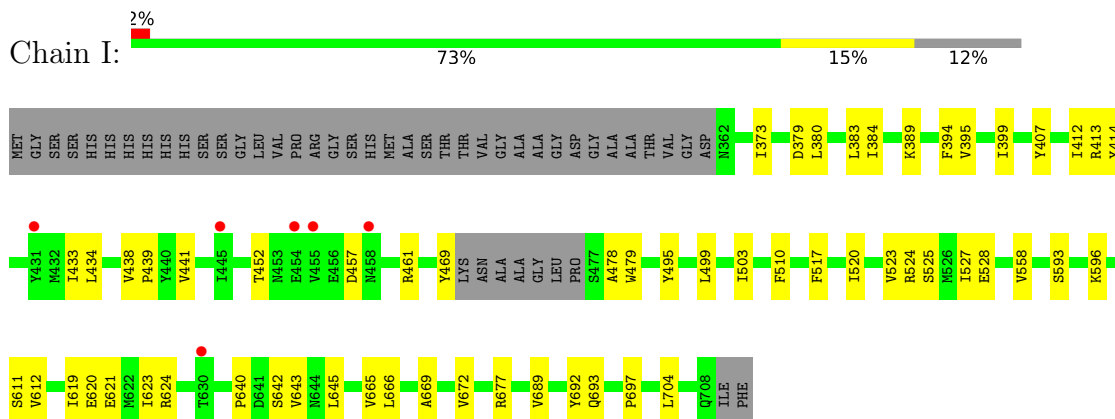 2%
Chain I:
73% 15% 12%
MET GLY SER SER HIS HIS HIS HIS HIS HIS SER SER GLY LEU VAL PRO ARG GLY SER HIS MET ALA SER THR THR VAL GLY ALA ALA GLY ASP GLY ALA ALA THR VAL GLY ASP N362 I373 D379 L380 L383 I384 K389 F394 V395 I399 Y407 I412 R413
Y431 M432 I433 L434 V438 P439 Y440 V441 I445 T452 N453 E454 V455 E456 D457 N458 R461 Y469 LYS ASN ALA ALA GLY LEU PRO S477 A478 W479 Y495 L499 I503 F510 F517 I520 V523 R524 S525 M526 I527 E528 V558 S593 K596
S611 V612 I619 E620 E621 M622 I623 R624 T630 P640 D641 S642 V643 N644 L645 V665 L666 A669 V672 R677 V689 Y692 Q693 P697 L704 Q708 ILE PHE